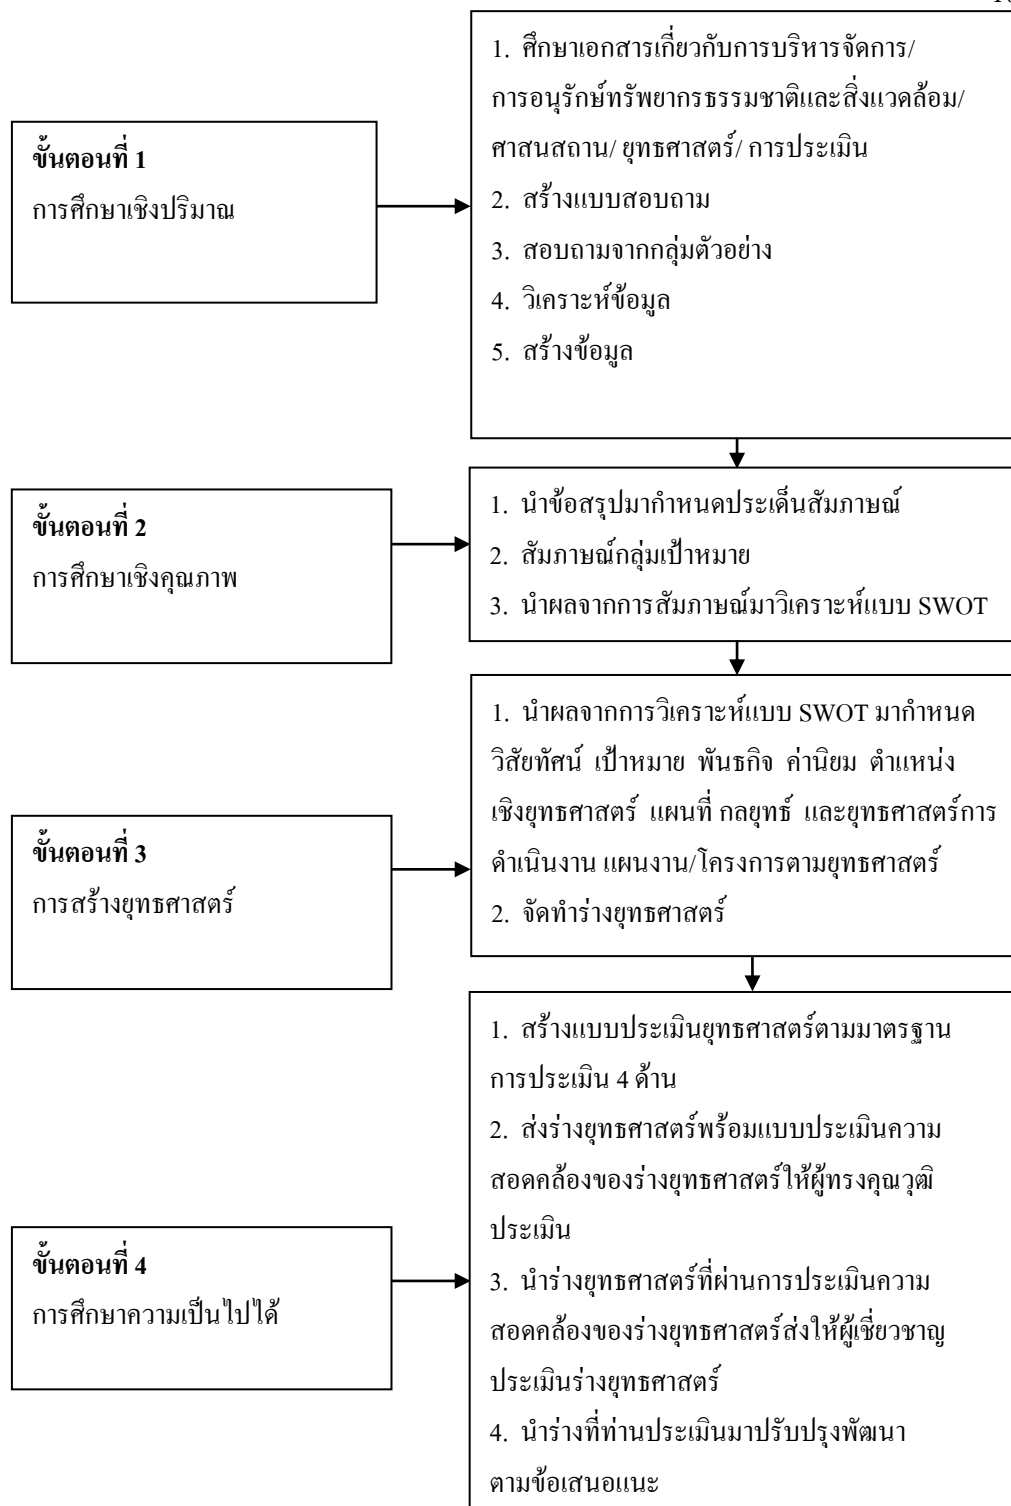 1. ศึกษาเอกสารเกี่ยวกับการบริหารจัดการ/
การอนุรักษ์ทรัพยากรธรรมชาติและสิ่งแวดล้อม/
ศาสนสถาน/ ยุทธศาสตร์/ การประเมิน
2. สร้างแบบสอบถาม
3. สอบถามจากกลุ่มตัวอย่าง
4. วิเคราะห์ข้อมูล
5. สร้างข้อมูล
ขั้นตอนที่ 1
การศึกษาเชิงปริมาณ
ขั้นตอนที่ 2
การศึกษาเชิงคุณภาพ
1. นำข้อสรุปมากำหนดประเด็นสัมภาษณ์
2. สัมภาษณ์กลุ่มเป้าหมาย
3. นำผลจากการสัมภาษณ์มาวิเคราะห์แบบ SWOT
ขั้นตอนที่ 3
การสร้างยุทธศาสตร์
1. นำผลจากการวิเคราะห์แบบ SWOT มากำหนด
วิสัยทัศน์ เป้าหมาย พันธกิจ ค่านิยม ตำแหน่ง
เชิงยุทธศาสตร์ แผนที่ กลยุทธ์ และยุทธศาสตร์การ
ดำเนินงาน แผนงาน/โครงการตามยุทธศาสตร์
2. จัดทำร่างยุทธศาสตร์
ขั้นตอนที่ 4
การศึกษาความเป็นไปได้
1. สร้างแบบประเมินยุทธศาสตร์ตามมาตรฐาน
การประเมิน 4 ด้าน
2. ส่งร่างยุทธศาสตร์พร้อมแบบประเมินความ
สอดคล้องของร่างยุทธศาสตร์ให้ผู้ทรงคุณวุฒิ
ประเมิน
3. นำร่างยุทธศาสตร์ที่ผ่านการประเมินความ
สอดคล้องของร่างยุทธศาสตร์ส่งให้ผู้เชี่ยวชาญ
ประเมินร่างยุทธศาสตร์
4. นำร่างที่ท่านประเมินมาปรับปรุงพัฒนา
ตามข้อเสนอแนะ